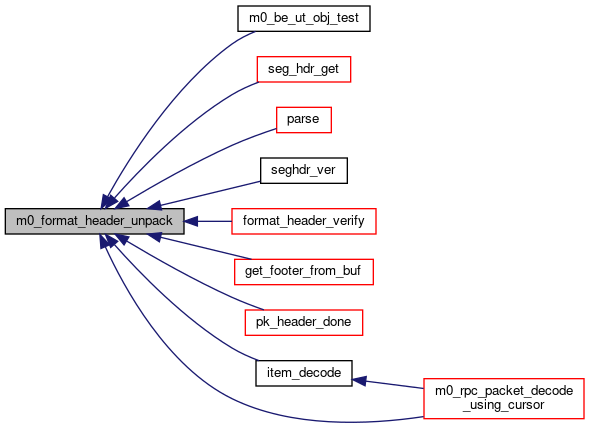 m0_be_ut_obj_test
seg_hdr_get
parse
seghdr_ver
m0_format_header_unpack
format_header_verify
get_footer_from_buf
pk_header_done
item_decode
m0_rpc_packet_decode
_using_cursor